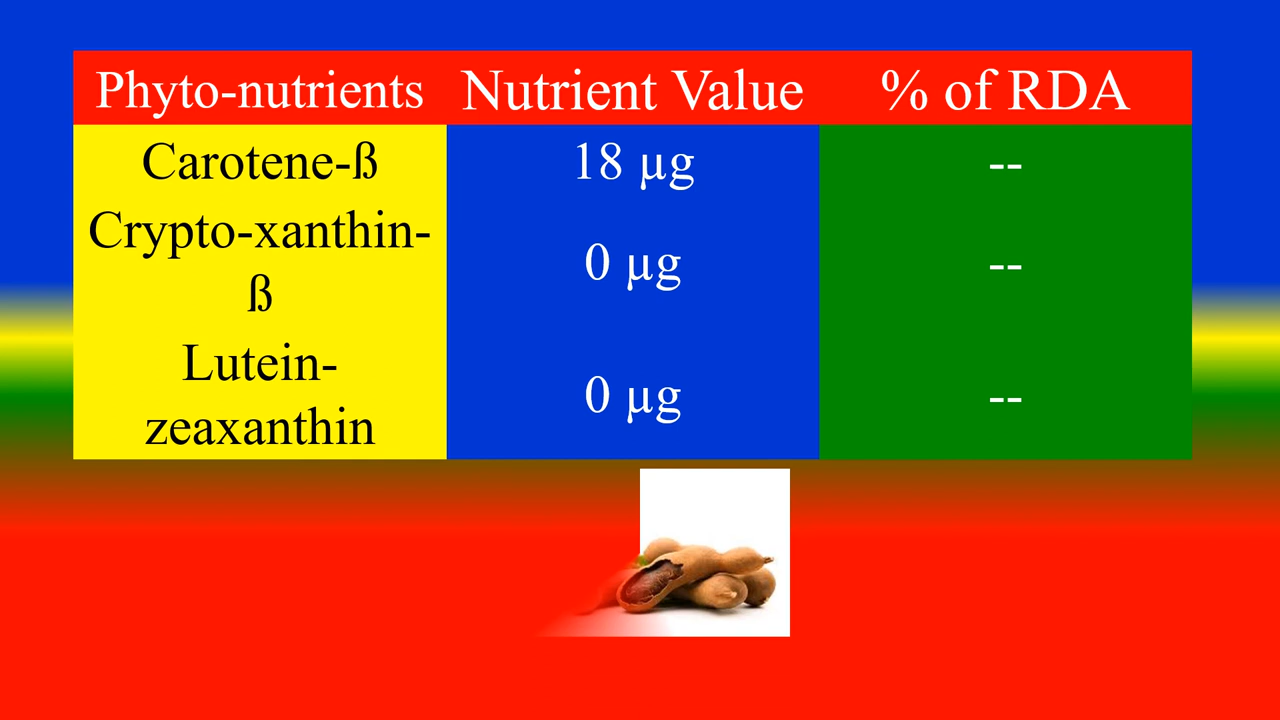 Phyto-nutrients Nutrient Value % of RDA
Carotene-ß 18 µg --
Crypto-xanthin-
ß 0 µg --
Lutein-
zeaxanthin 0 µg --